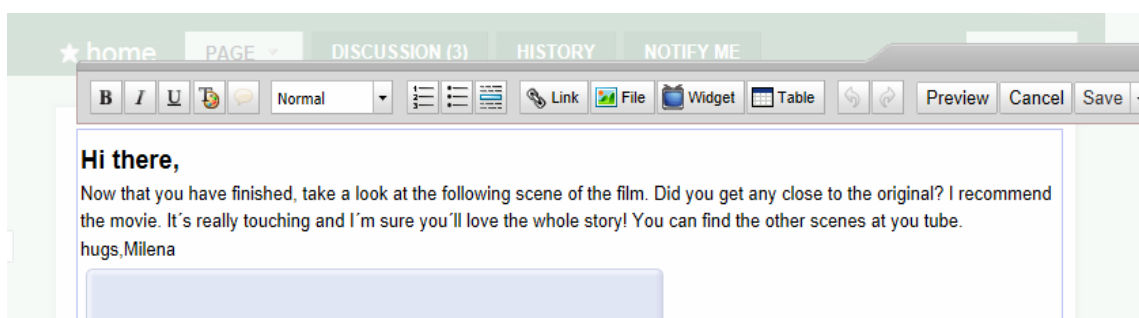 home PAGE DISCUSSION (3) HISTORY NOTIFY ME
B I U T Normal Link File Widget Table Preview Cancel Save
Hi there,
Now that you have finished, take a look at the following scene of the film. Did you get any close to the original? I recommend
the movie. It´s really touching and I´m sure you´ll love the whole story! You can find the other scenes at you tube.
hugs,Milena